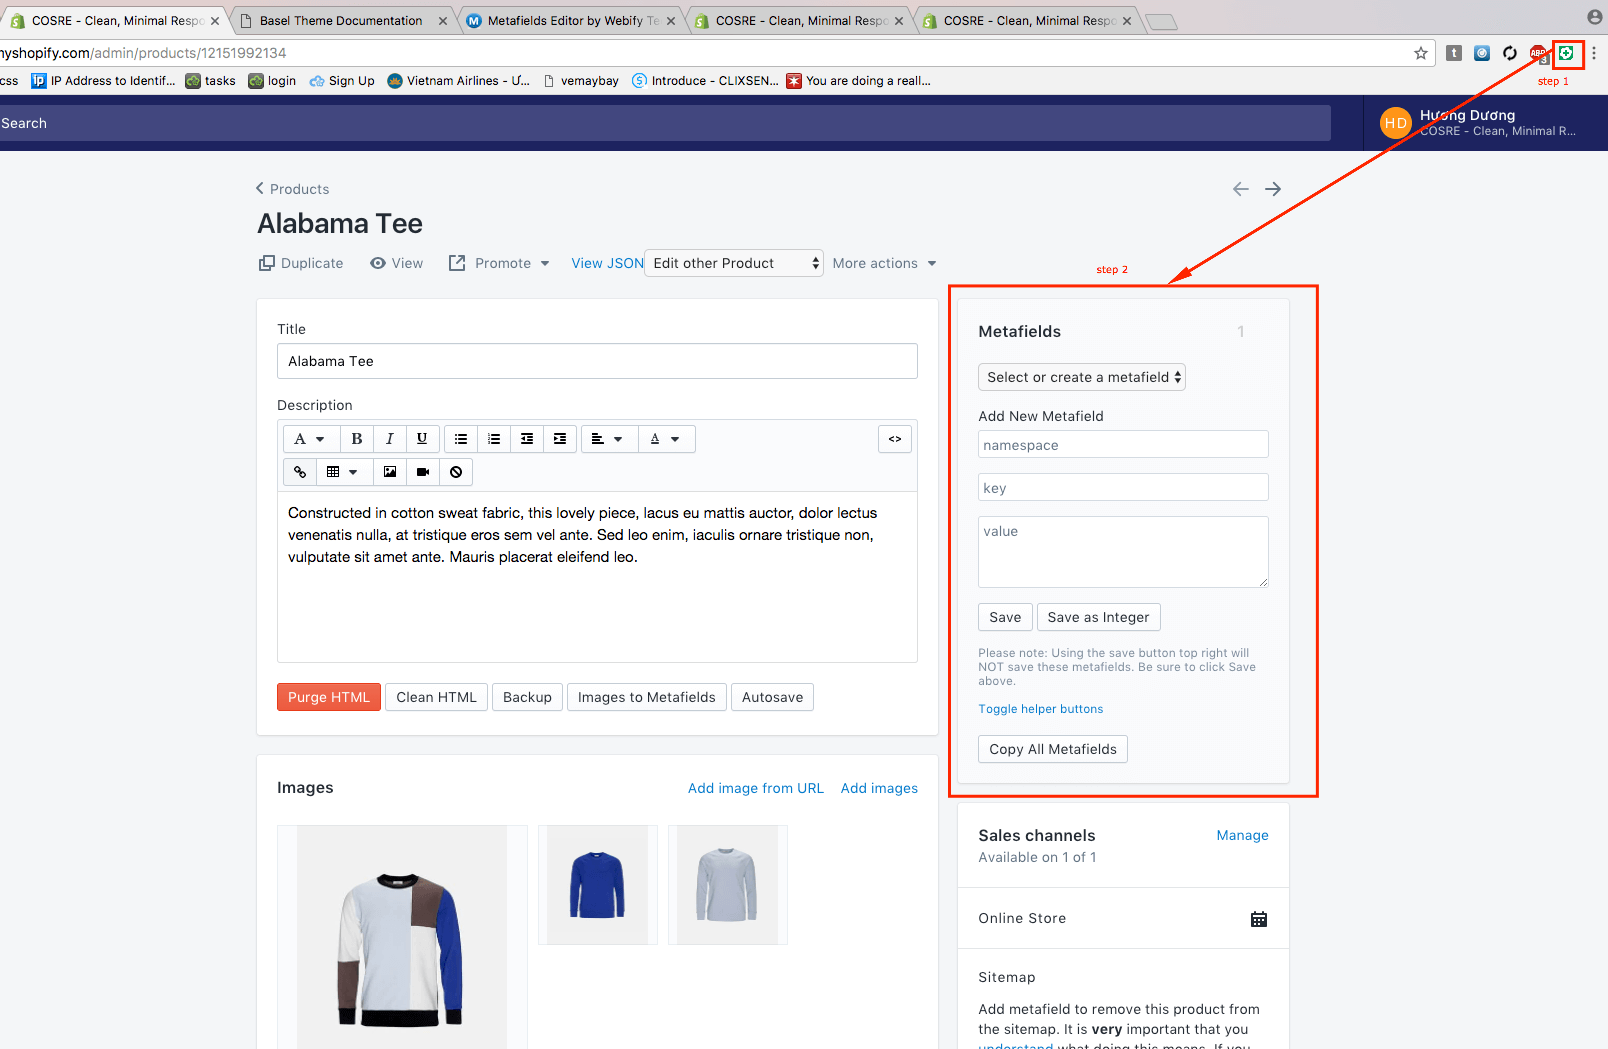 COSRE - Clean, Minimal Respo
Basel Theme Documentation
Metafields Editor by Webify Te
COSRE - Clean, Minimal Respo
COSRE - Clean, Minimal Respo
myshopify.com/admin/products/12151992134
css
IP Address to Identif...
tasks
login
Sign Up
Vietnam Airlines - Ư...
vemaybay
Introduce - CLIXSEN...
You are doing a reall...
step 1
Search
HD
Hương Dương
COSRE - Clean, Minimal R...
Products
Alabama Tee
Duplicate
View
Promote
View JSON
Edit other Product
More actions
step 2
Title
Alabama Tee
Description
A
B
I
U
A
<>
Constructed in cotton sweat fabric, this lovely piece, lacus eu mattis auctor, dolor lectus
venenatis nulla, at tristique eros sem vel ante. Sed leo enim, iaculis ornare tristique non,
vulputate sit amet ante. Mauris placerat eleifend leo.
Purge HTML
Clean HTML
Backup
Images to Metafields
Autosave
Images
Add image from URL
Add images
Metafields
1
Select or create a metafield
Add New Metafield
namespace
key
value
Save
Save as Integer
Please note: Using the save button top right will
NOT save these metafields. Be sure to click Save
above.
Toggle helper buttons
Copy All Metafields
Sales channels
Manage
Available on 1 of 1
Online Store
Sitemap
Add metafield to remove this product from
the sitemap. It is very important that you
understand what doing this means. If you